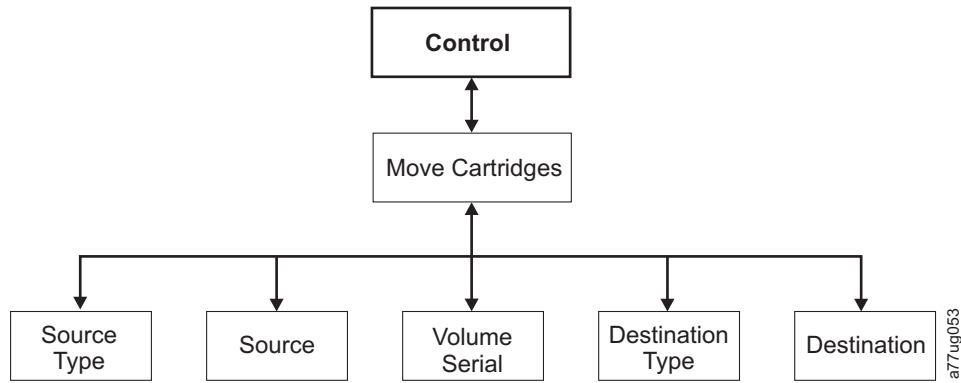 Control
Move Cartridges
Source
Type
Source
Volume
Serial
Destination
Type
Destination
a77ug053